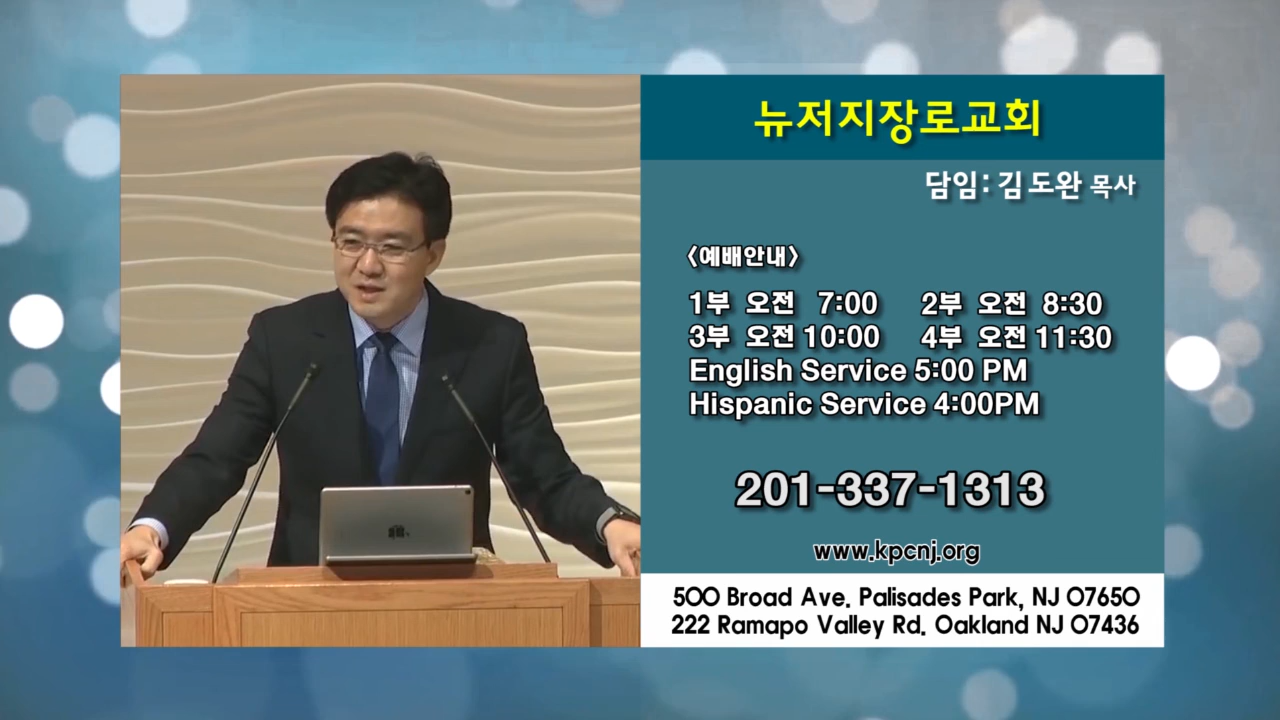 뉴저지장로교회
담임: 김도완 목사
<예배안내>
1부 오전 7:00 2부 오전 8:30
3부 오전 10:00 4부 오전 11:30
English Service 5:00 PM
Hispanic Service 4:00PM
201-337-1313
www.kpcnj.org
500 Broad Ave. Palisades Park, NJ 07650
222 Ramapo Valley Rd. Oakland NJ 07436